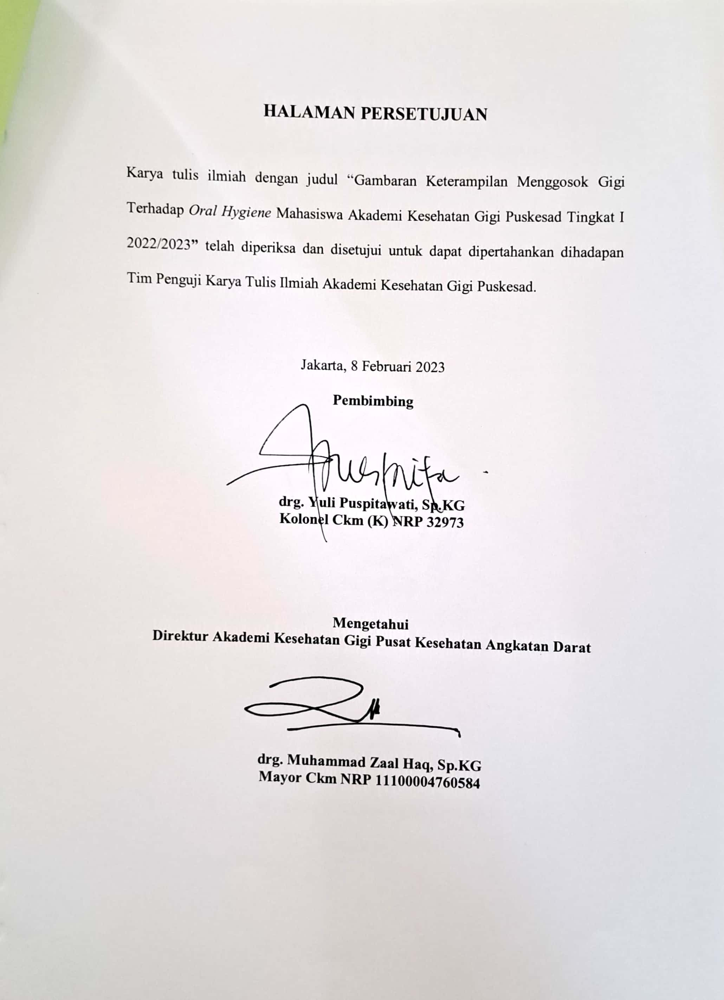 HALAMAN PERSETUJUAN
Karya tulis ilmiah dengan judul “Gambaran Keterampilan Menggosok Gigi
Terhadap Oral Hygiene Mahasiswa Akademi Kesehatan Gigi Puskesad Tingkat I
2022/2023” telah diperiksa dan disetujui untuk dapat dipertahankan dihadapan
Tim Penguji Karya Tulis Ilmiah Akademi Kesehatan Gigi Puskesad.
Jakarta, 8 Februari 2023
Pembimbing
drg. Yuli Puspitawati, Sp.KG
Kolonel Ckm (K) NRP 32973
Mengetahui
Direktur Akademi Kesehatan Gigi Pusat Kesehatan Angkatan Darat
drg. Muhammad Zaal Haq, Sp.KG
Mayor Ckm NRP 11100004760584